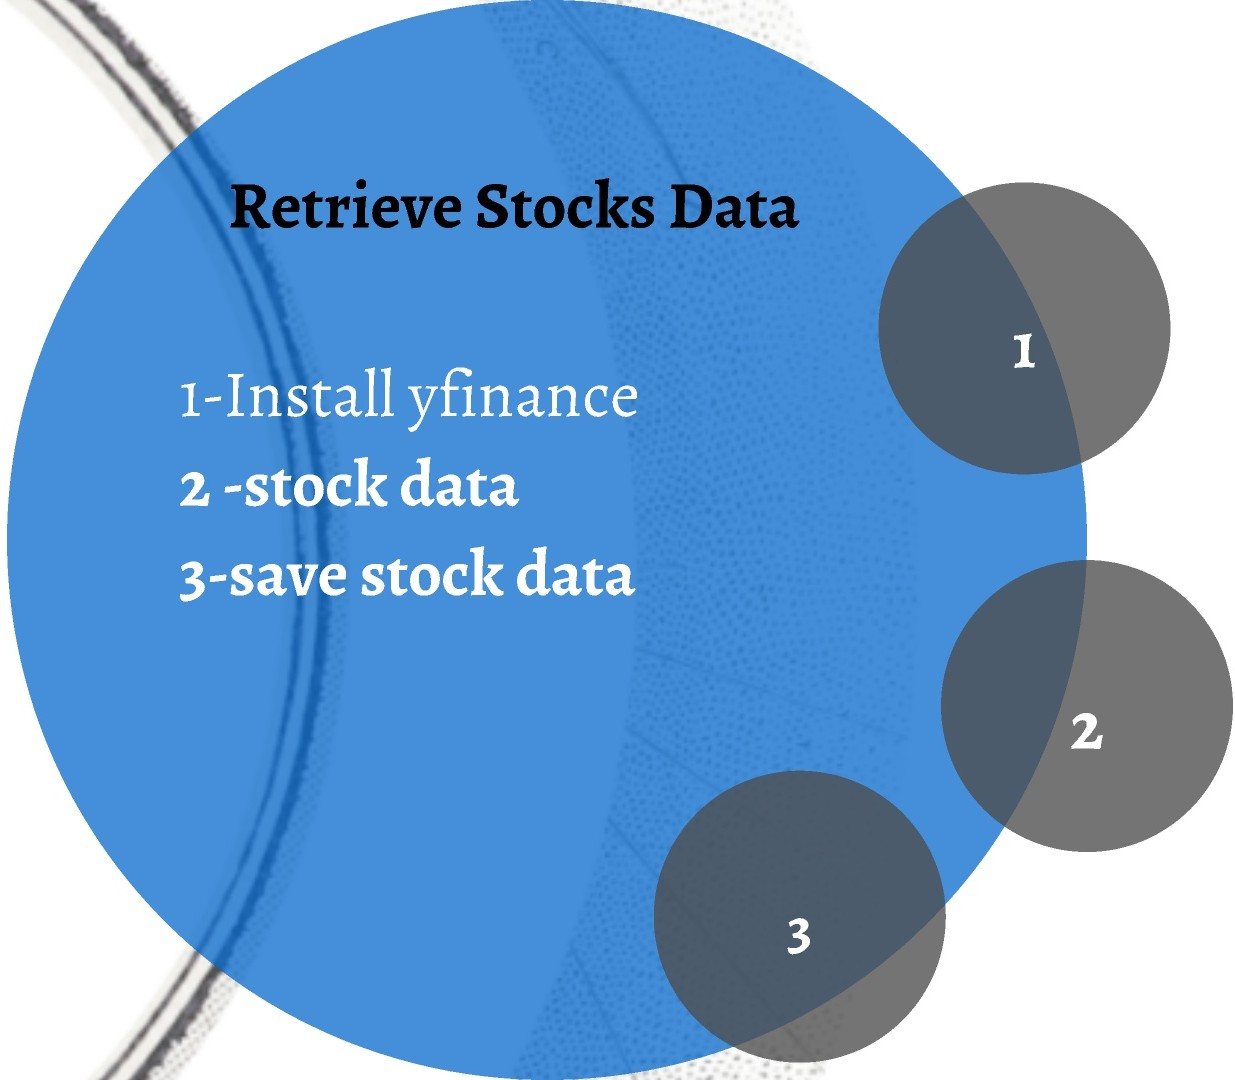 Retrieve Stocks Data
1-Install yfinance
2 -stock data
3-save stock data
1
2
3